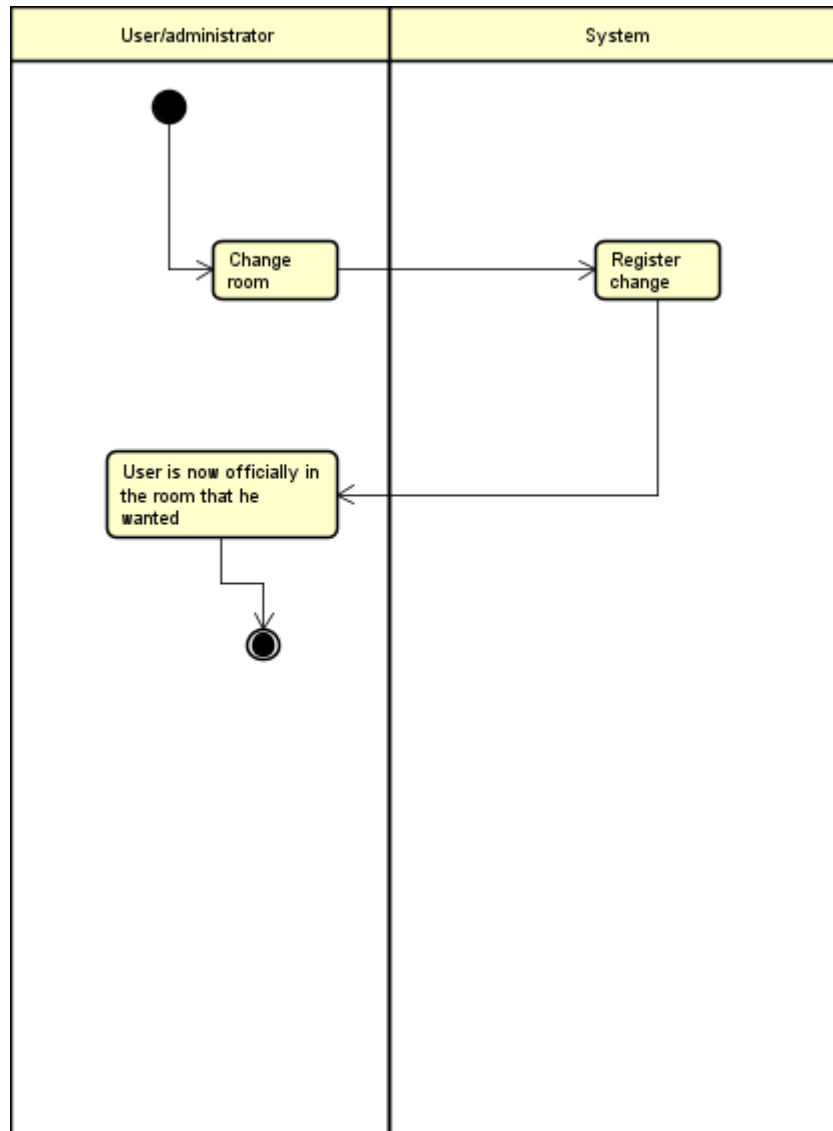 User/administrator
System
Change
room
Register
change
User is now officially in
the room that he
wanted